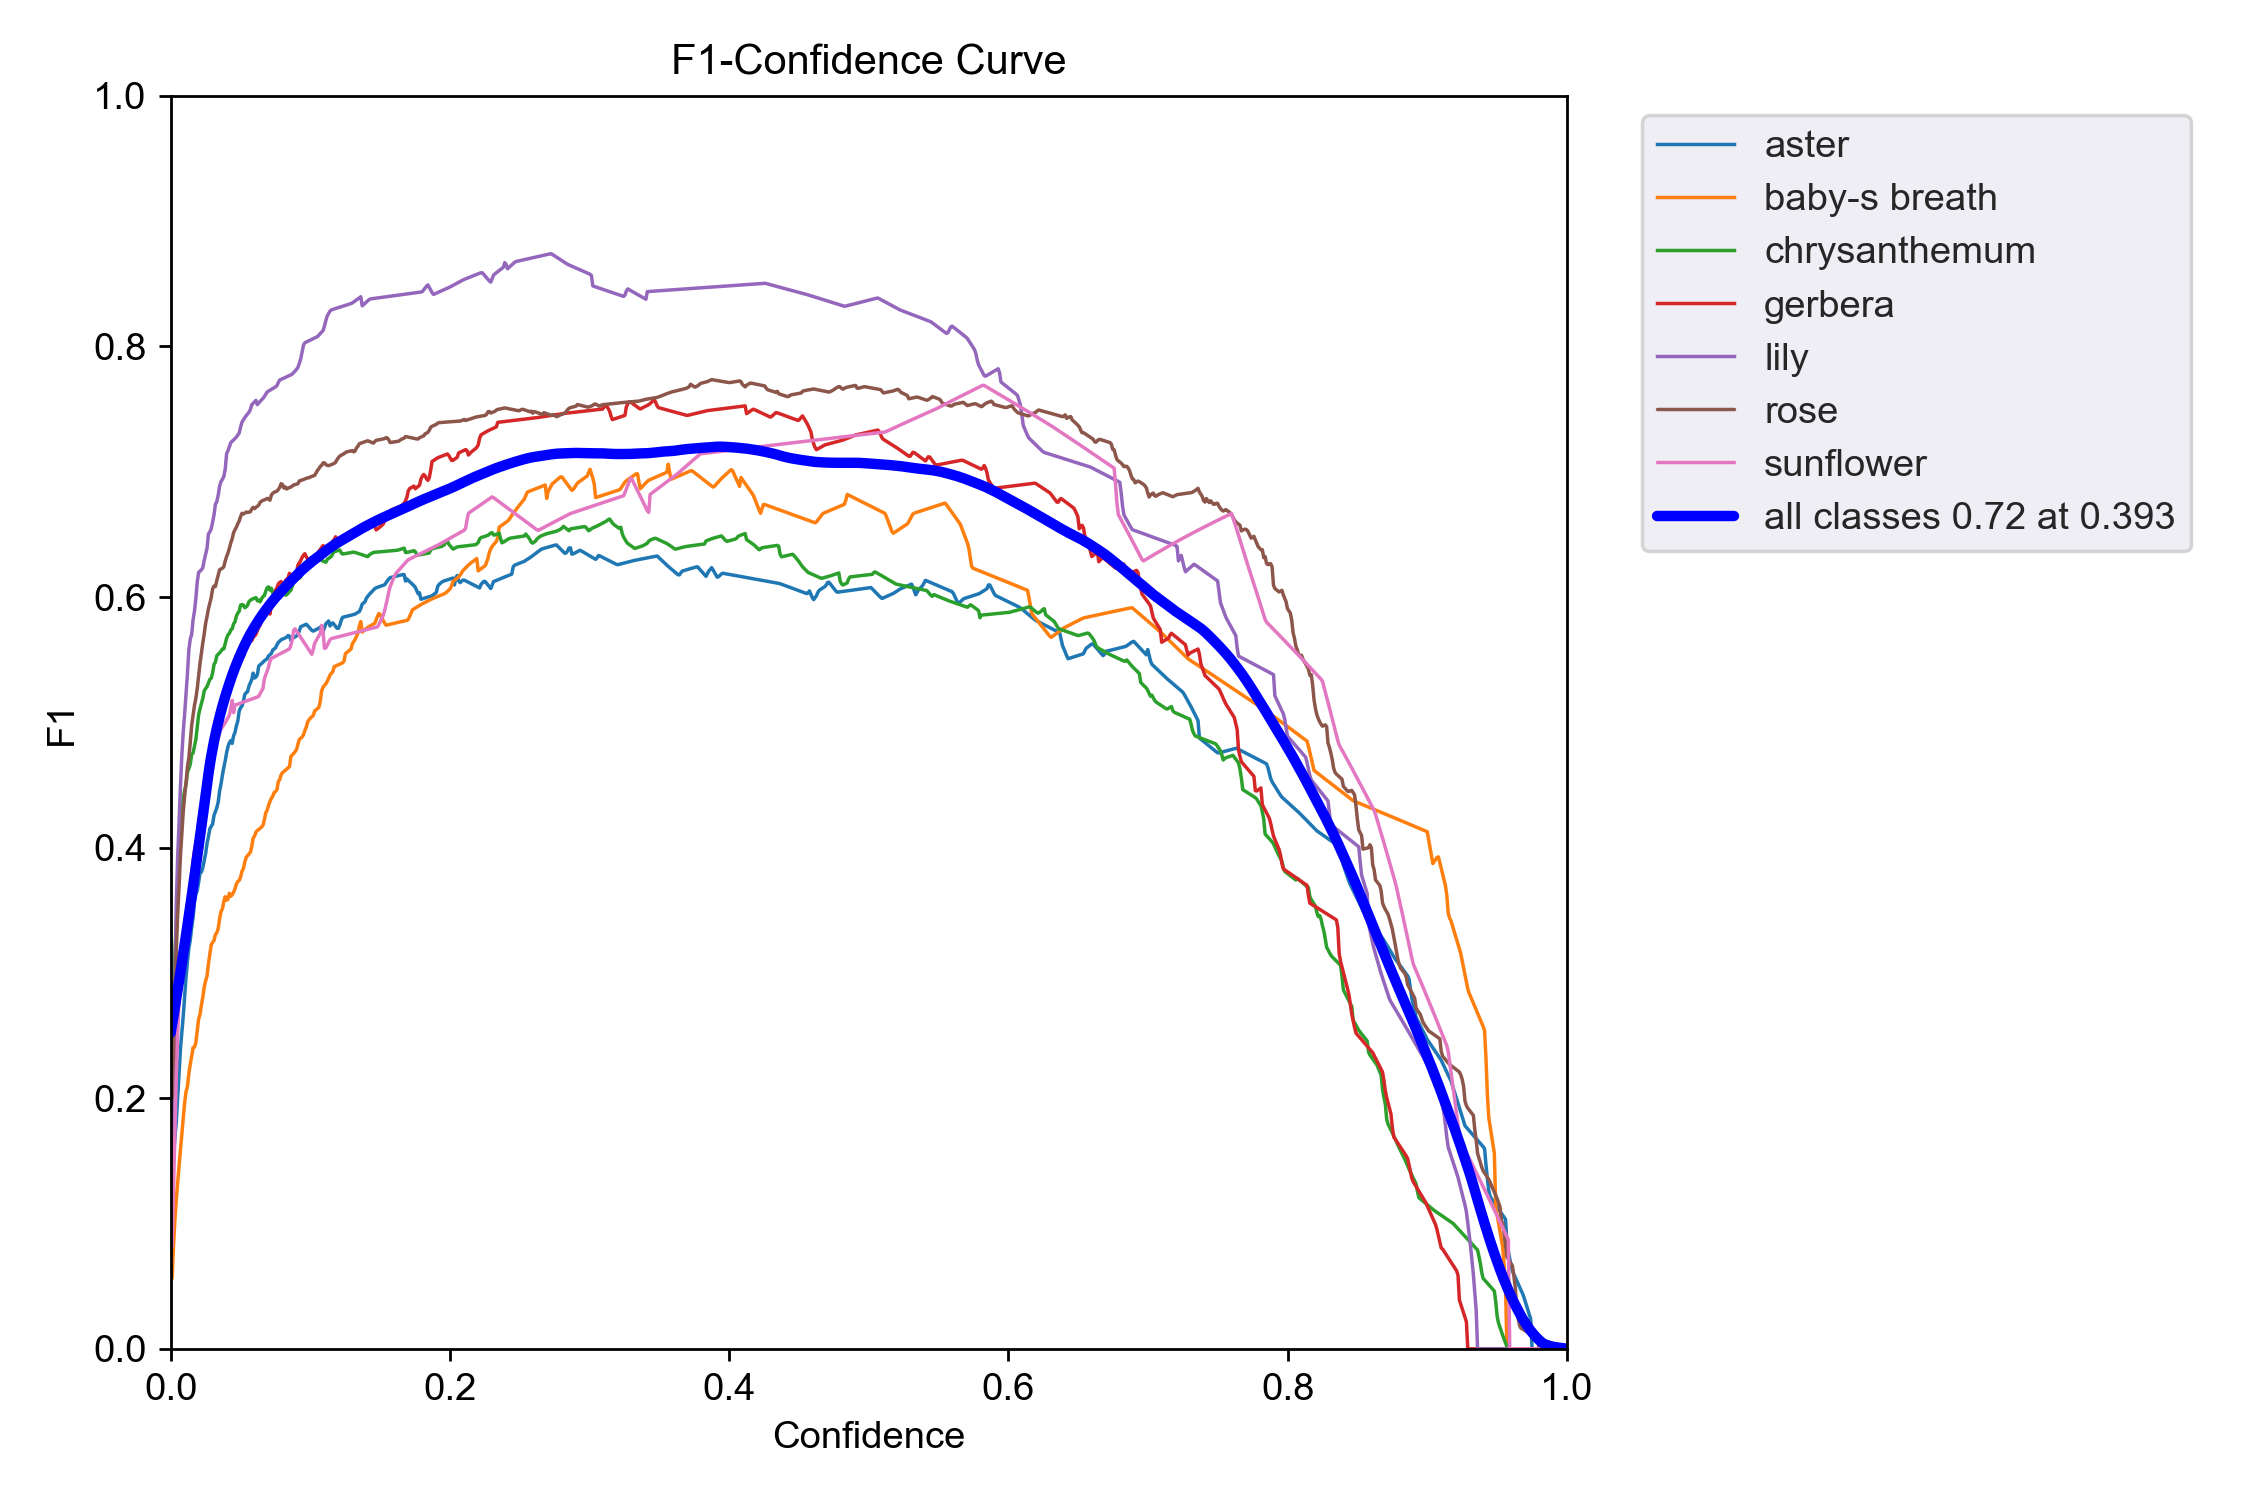 F1-Confidence Curve
1.0
0.8
0.6
0.4
0.2
0.0
F1
0.0 0.2 0.4 0.6 0.8 1.0
Confidence
aster
baby-s breath
chrysanthemum
gerbera
lily
rose
sunflower
all classes 0.72 at 0.393